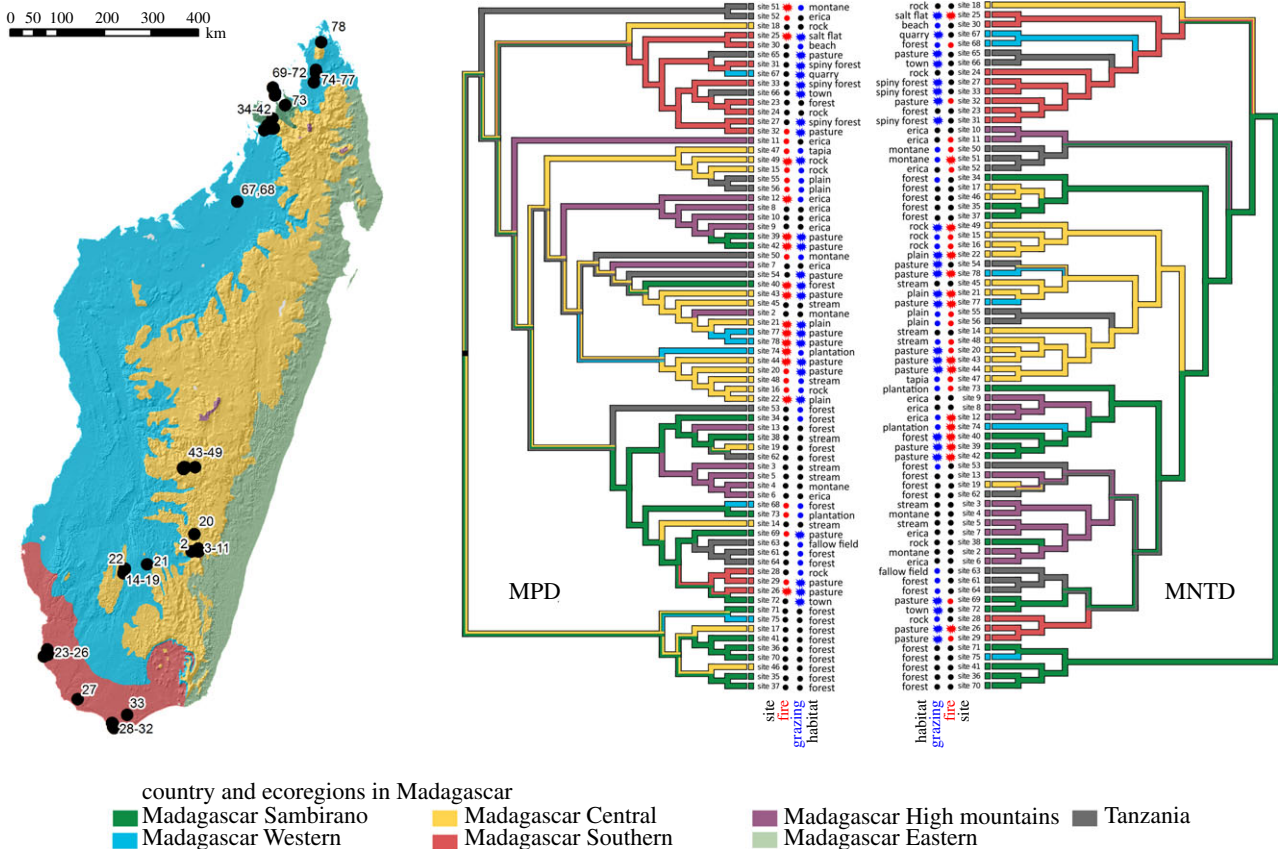 0 50 100 200 300 400
km
78
69-72
74-77
73
34-42
67,68
43-49
20
2
3-11
22
21
14-19
23-26
27
33
28-32
MPD
site 51 montane
site 52 erica
site 18 rock
site 25 salt flat
site 30 beach
site 65 pasture
site 31 spiny forest
site 67 quarry
site 33 spiny forest
site 66 town
site 23 forest
site 24 rock
site 27 spiny forest
site 32 pasture
site 11 erica
site 47 tapia
site 49 rock
site 15 rock
site 55 plain
site 56 plain
site 12 erica
site 8 erica
site 10 erica
site 9 erica
site 39 pasture
site 42 pasture
site 50 montane
site 7 erica
site 54 pasture
site 40 forest
site 43 pasture
site 45 stream
site 2 montane
site 21 plain
site 77 pasture
site 78 pasture
site 74 plantation
site 44 pasture
site 20 pasture
site 48 stream
site 16 rock
site 22 plain
site 53 forest
site 34 forest
site 13 forest
site 38 stream
site 19 forest
site 62 forest
site 3 stream
site 5 stream
site 4 montane
site 6 erica
site 68 forest
site 73 plantation
site 14 stream
site 69 pasture
site 63 fallow field
site 61 forest
site 64 forest
site 28 rock
site 29 pasture
site 26 pasture
site 72 town
site 71 forest
site 75 forest
site 17 forest
site 41 forest
site 36 forest
site 70 forest
site 46 forest
site 35 forest
site 37 forest
site
fire
grazing
habitat
MNTD
rock site 18
salt flat site 25
beach site 30
quarry site 67
forest site 68
pasture site 65
town site 66
rock site 24
spiny forest site 27
spiny forest site 33
pasture site 32
forest site 23
spiny forest site 31
erica site 10
erica site 11
montane site 50
montane site 51
erica site 52
forest site 34
forest site 17
forest site 46
forest site 35
forest site 37
rock site 49
rock site 15
rock site 16
plain site 22
pasture site 54
pasture site 78
stream site 45
plain site 21
pasture site 77
plain site 55
plain site 56
stream site 14
stream site 48
pasture site 20
pasture site 43
pasture site 44
tapia site 47
plantation site 73
erica site 9
erica site 8
erica site 12
plantation site 74
forest site 40
pasture site 39
pasture site 42
forest site 53
forest site 13
forest site 19
forest site 62
stream site 3
montane site 4
stream site 5
erica site 7
rock site 38
montane site 2
erica site 6
fallow field site 63
forest site 61
forest site 64
pasture site 69
town site 72
rock site 28
pasture site 26
pasture site 29
forest site 71
forest site 75
forest site 41
forest site 36
forest site 70
habitat
grazing
fire
site
country and ecoregions in Madagascar
Madagascar Sambirano Madagascar Central Madagascar High mountains Tanzania
Madagascar Western Madagascar Southern Madagascar Eastern